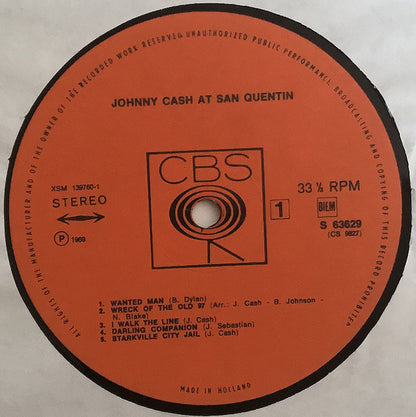 ALL RIGHTS OF THE MANUFACTURER AND OF THE OWNER OF THE RECORDED WORK RESERVED UNAUTHORIZED PUBLIC PERFORMANCE, BROADCASTING AND COPYING OF THIS RECORD PROHIBITED
JOHNNY CASH AT SAN QUENTIN
CBS
XSM 139760-1
STEREO
℗ 1969
33 ⅓ RPM
1
BIEM
S 63629
(CS 9827)
1. WANTED MAN (B. Dylan)
2. WRECK OF THE OLD 97 (Arr.: J. Cash - B. Johnson -
N. Blake)
3. I WALK THE LINE (J. Cash)
4. DARLING COMPANION (J. Sebastian)
5. STARKVILLE CITY JAIL (J. Cash)
MADE IN HOLLAND